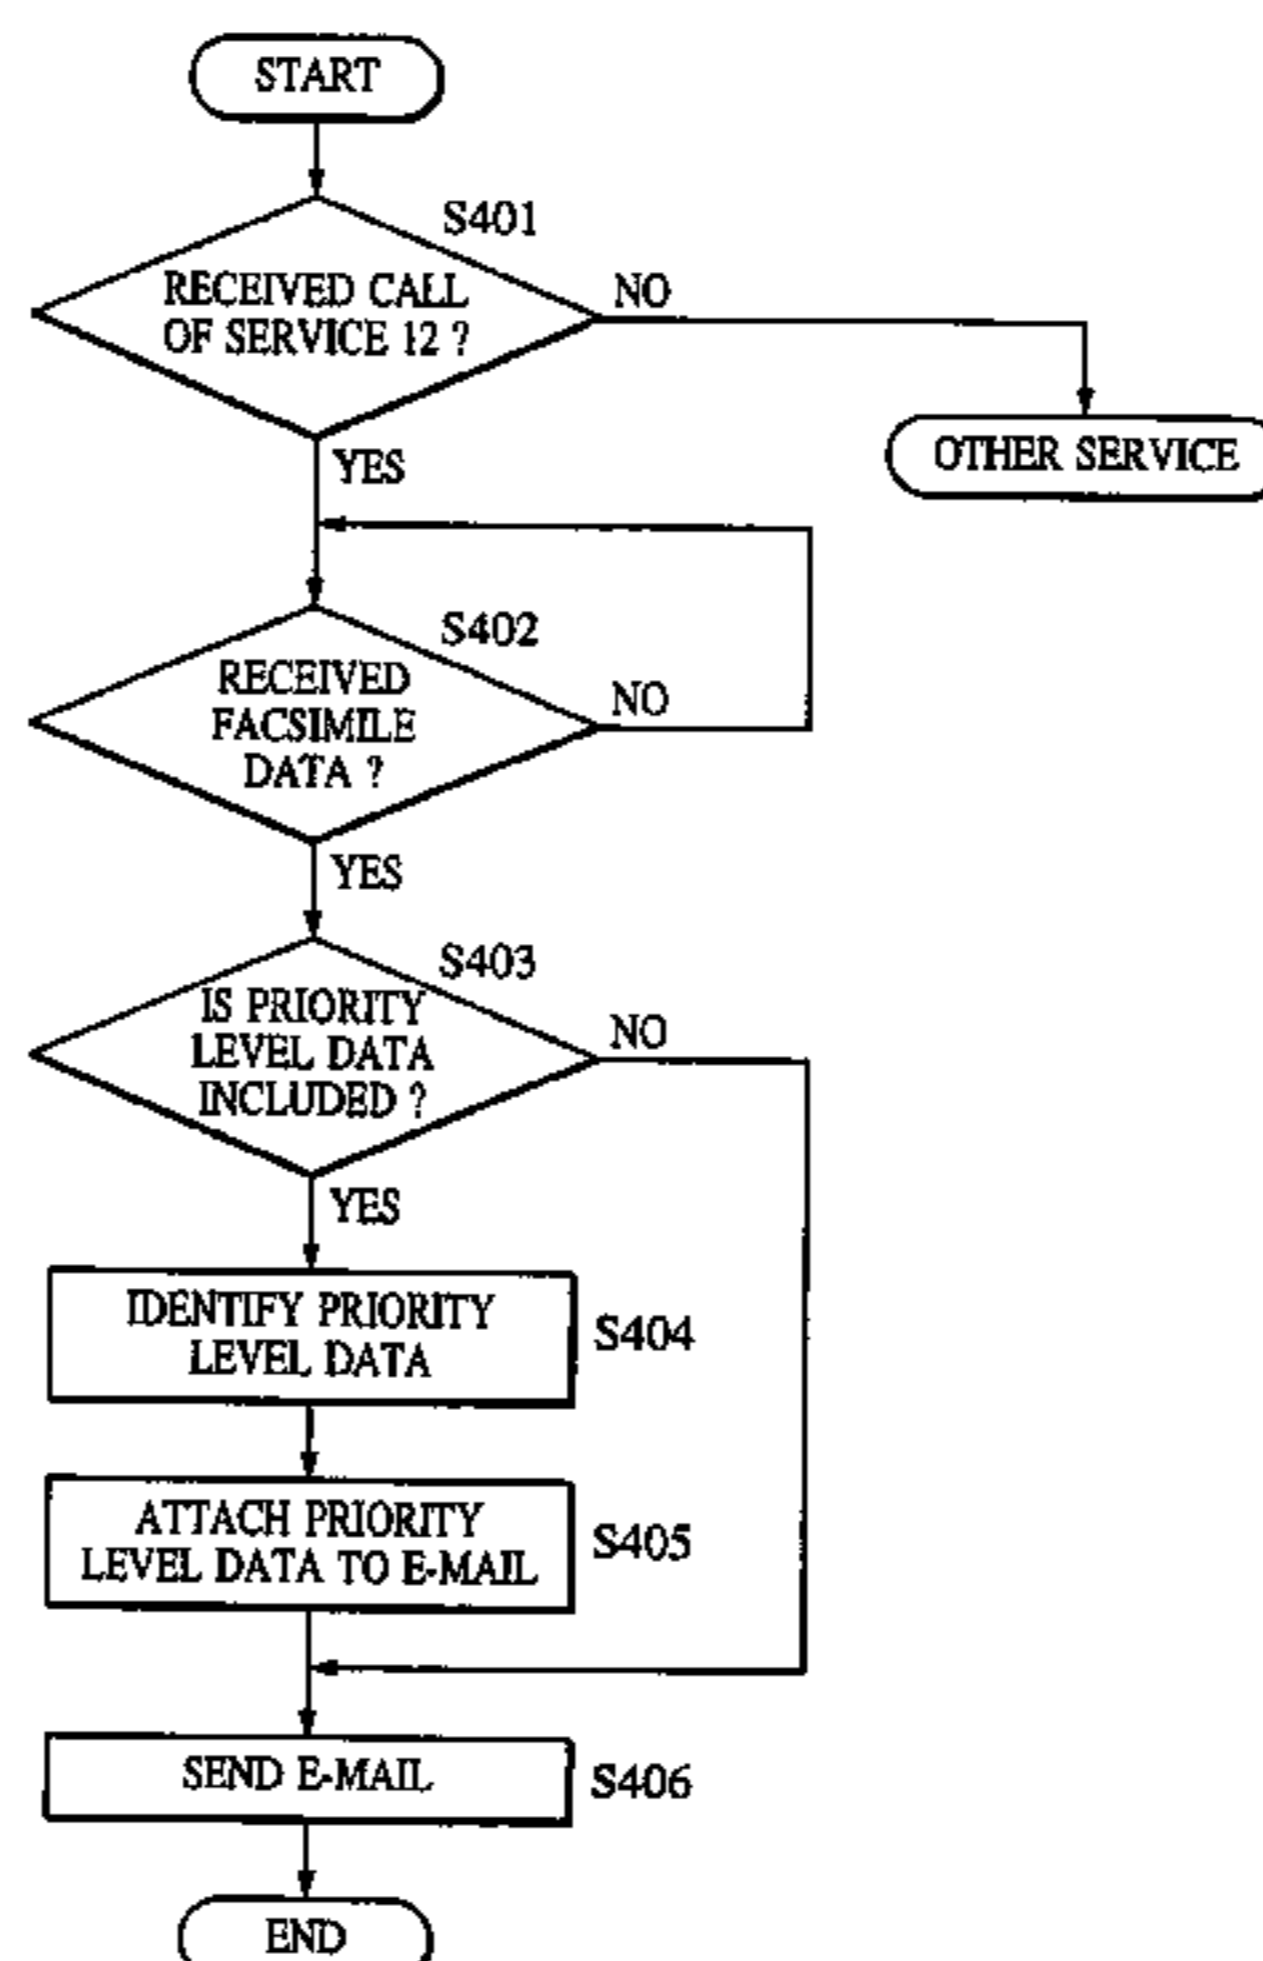 START
S401
RECEIVED CALL
OF SERVICE 12 ?
NO
YES
OTHER SERVICE
S402
RECEIVED
FACSIMILE
DATA ?
NO
YES
S403
IS PRIORITY
LEVEL DATA
INCLUDED ?
NO
YES
IDENTIFY PRIORITY
LEVEL DATA
S404
ATTACH PRIORITY
LEVEL DATA TO E-MAIL
S405
SEND E-MAIL
S406
END